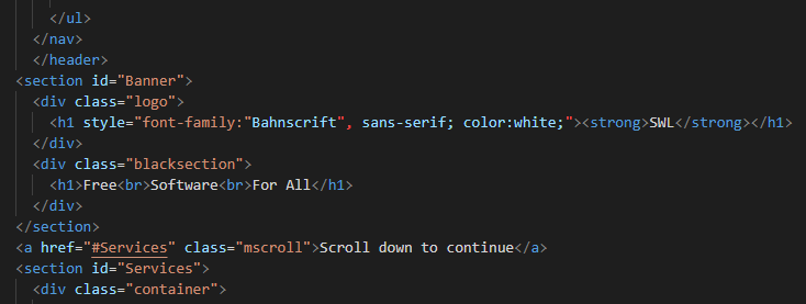 </ul>
</nav>
</header>
<section id="Banner">
<div class="logo">
<h1 style="font-family:"Bahnscrift", sans-serif; color:white;"><strong>SWL</strong></h1>
</div>
<div class="blacksection">
<h1>Free<br>Software<br>For All</h1>
</div>
</section>
<a href="#Services" class="mscroll">Scroll down to continue</a>
<section id="Services">
<div class="container">